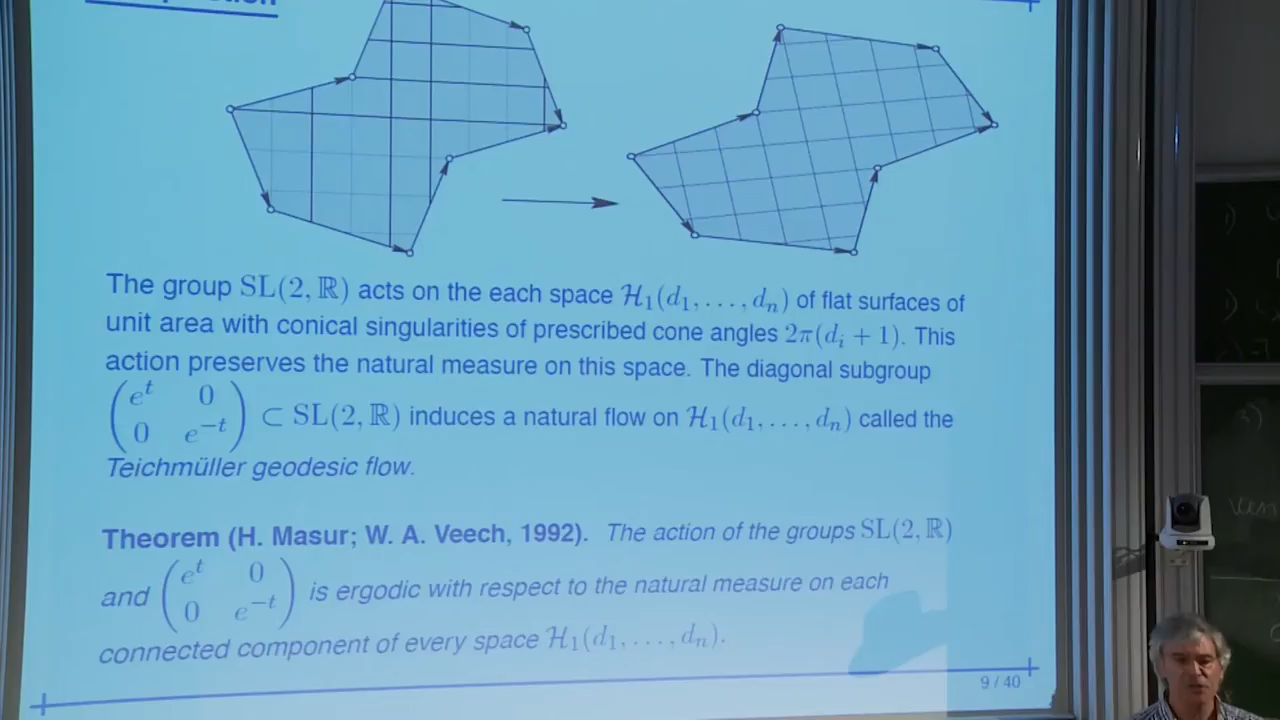 The group SL(2, ℝ) acts on the each space ℋ₁(d₁, . . . , dₙ) of flat surfaces of
unit area with conical singularities of prescribed cone angles 2π(dᵢ + 1). This
action preserves the natural measure on this space. The diagonal subgroup
(eᵗ 0
0 e⁻ᵗ) ⊂ SL(2, ℝ) induces a natural flow on ℋ₁(d₁, . . . , dₙ) called the
Teichmüller geodesic flow.
Theorem (H. Masur; W. A. Veech, 1992). The action of the groups SL(2, ℝ)
and (eᵗ 0
0 e⁻ᵗ) is ergodic with respect to the natural measure on each
connected component of every space ℋ₁(d₁, . . . , dₙ).
9 / 40